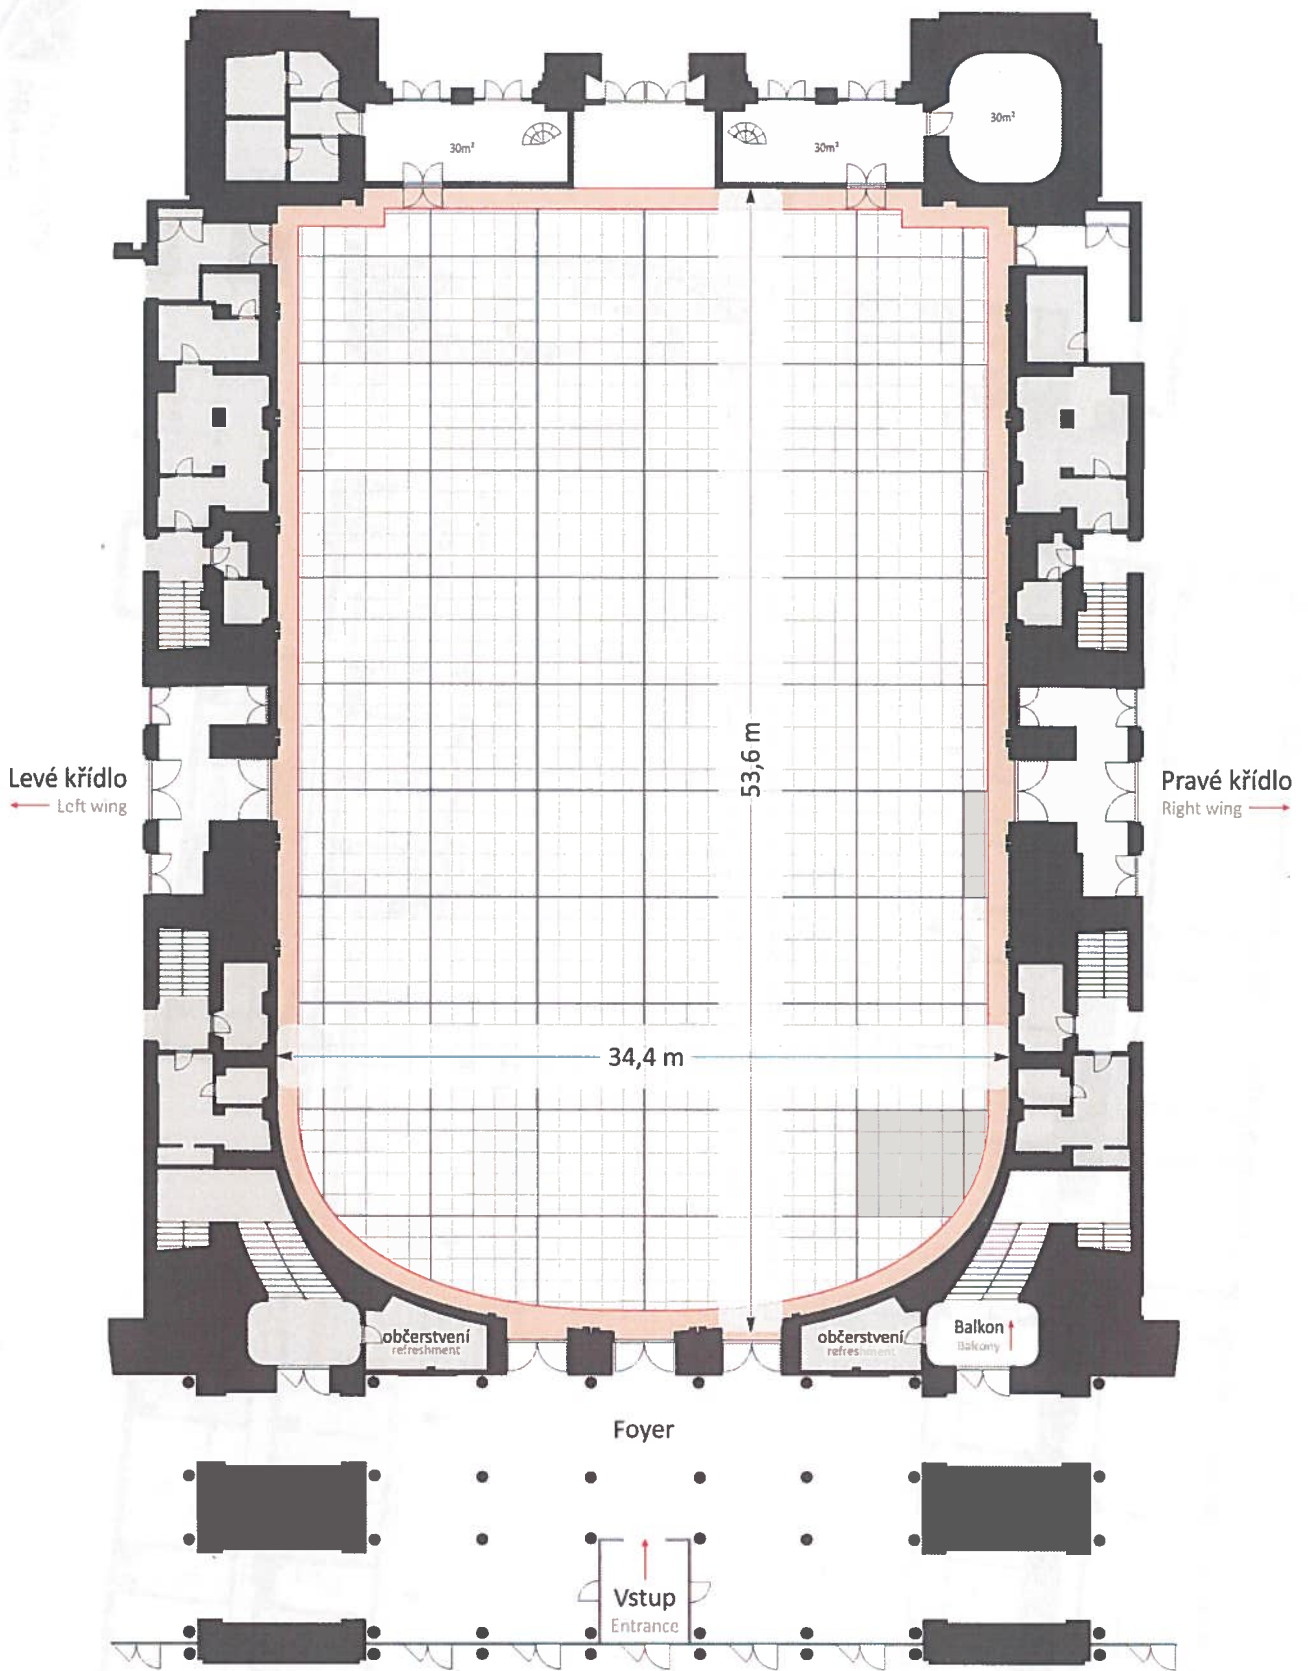 30m²
30m²
30m²
53,6 m
Levé křídlo
Left wing
Pravé křídlo
Right wing
34,4 m
občerstvení
refreshment
občerstvení
refreshment
Balkon
Balcony
Foyer
Vstup
Entrance